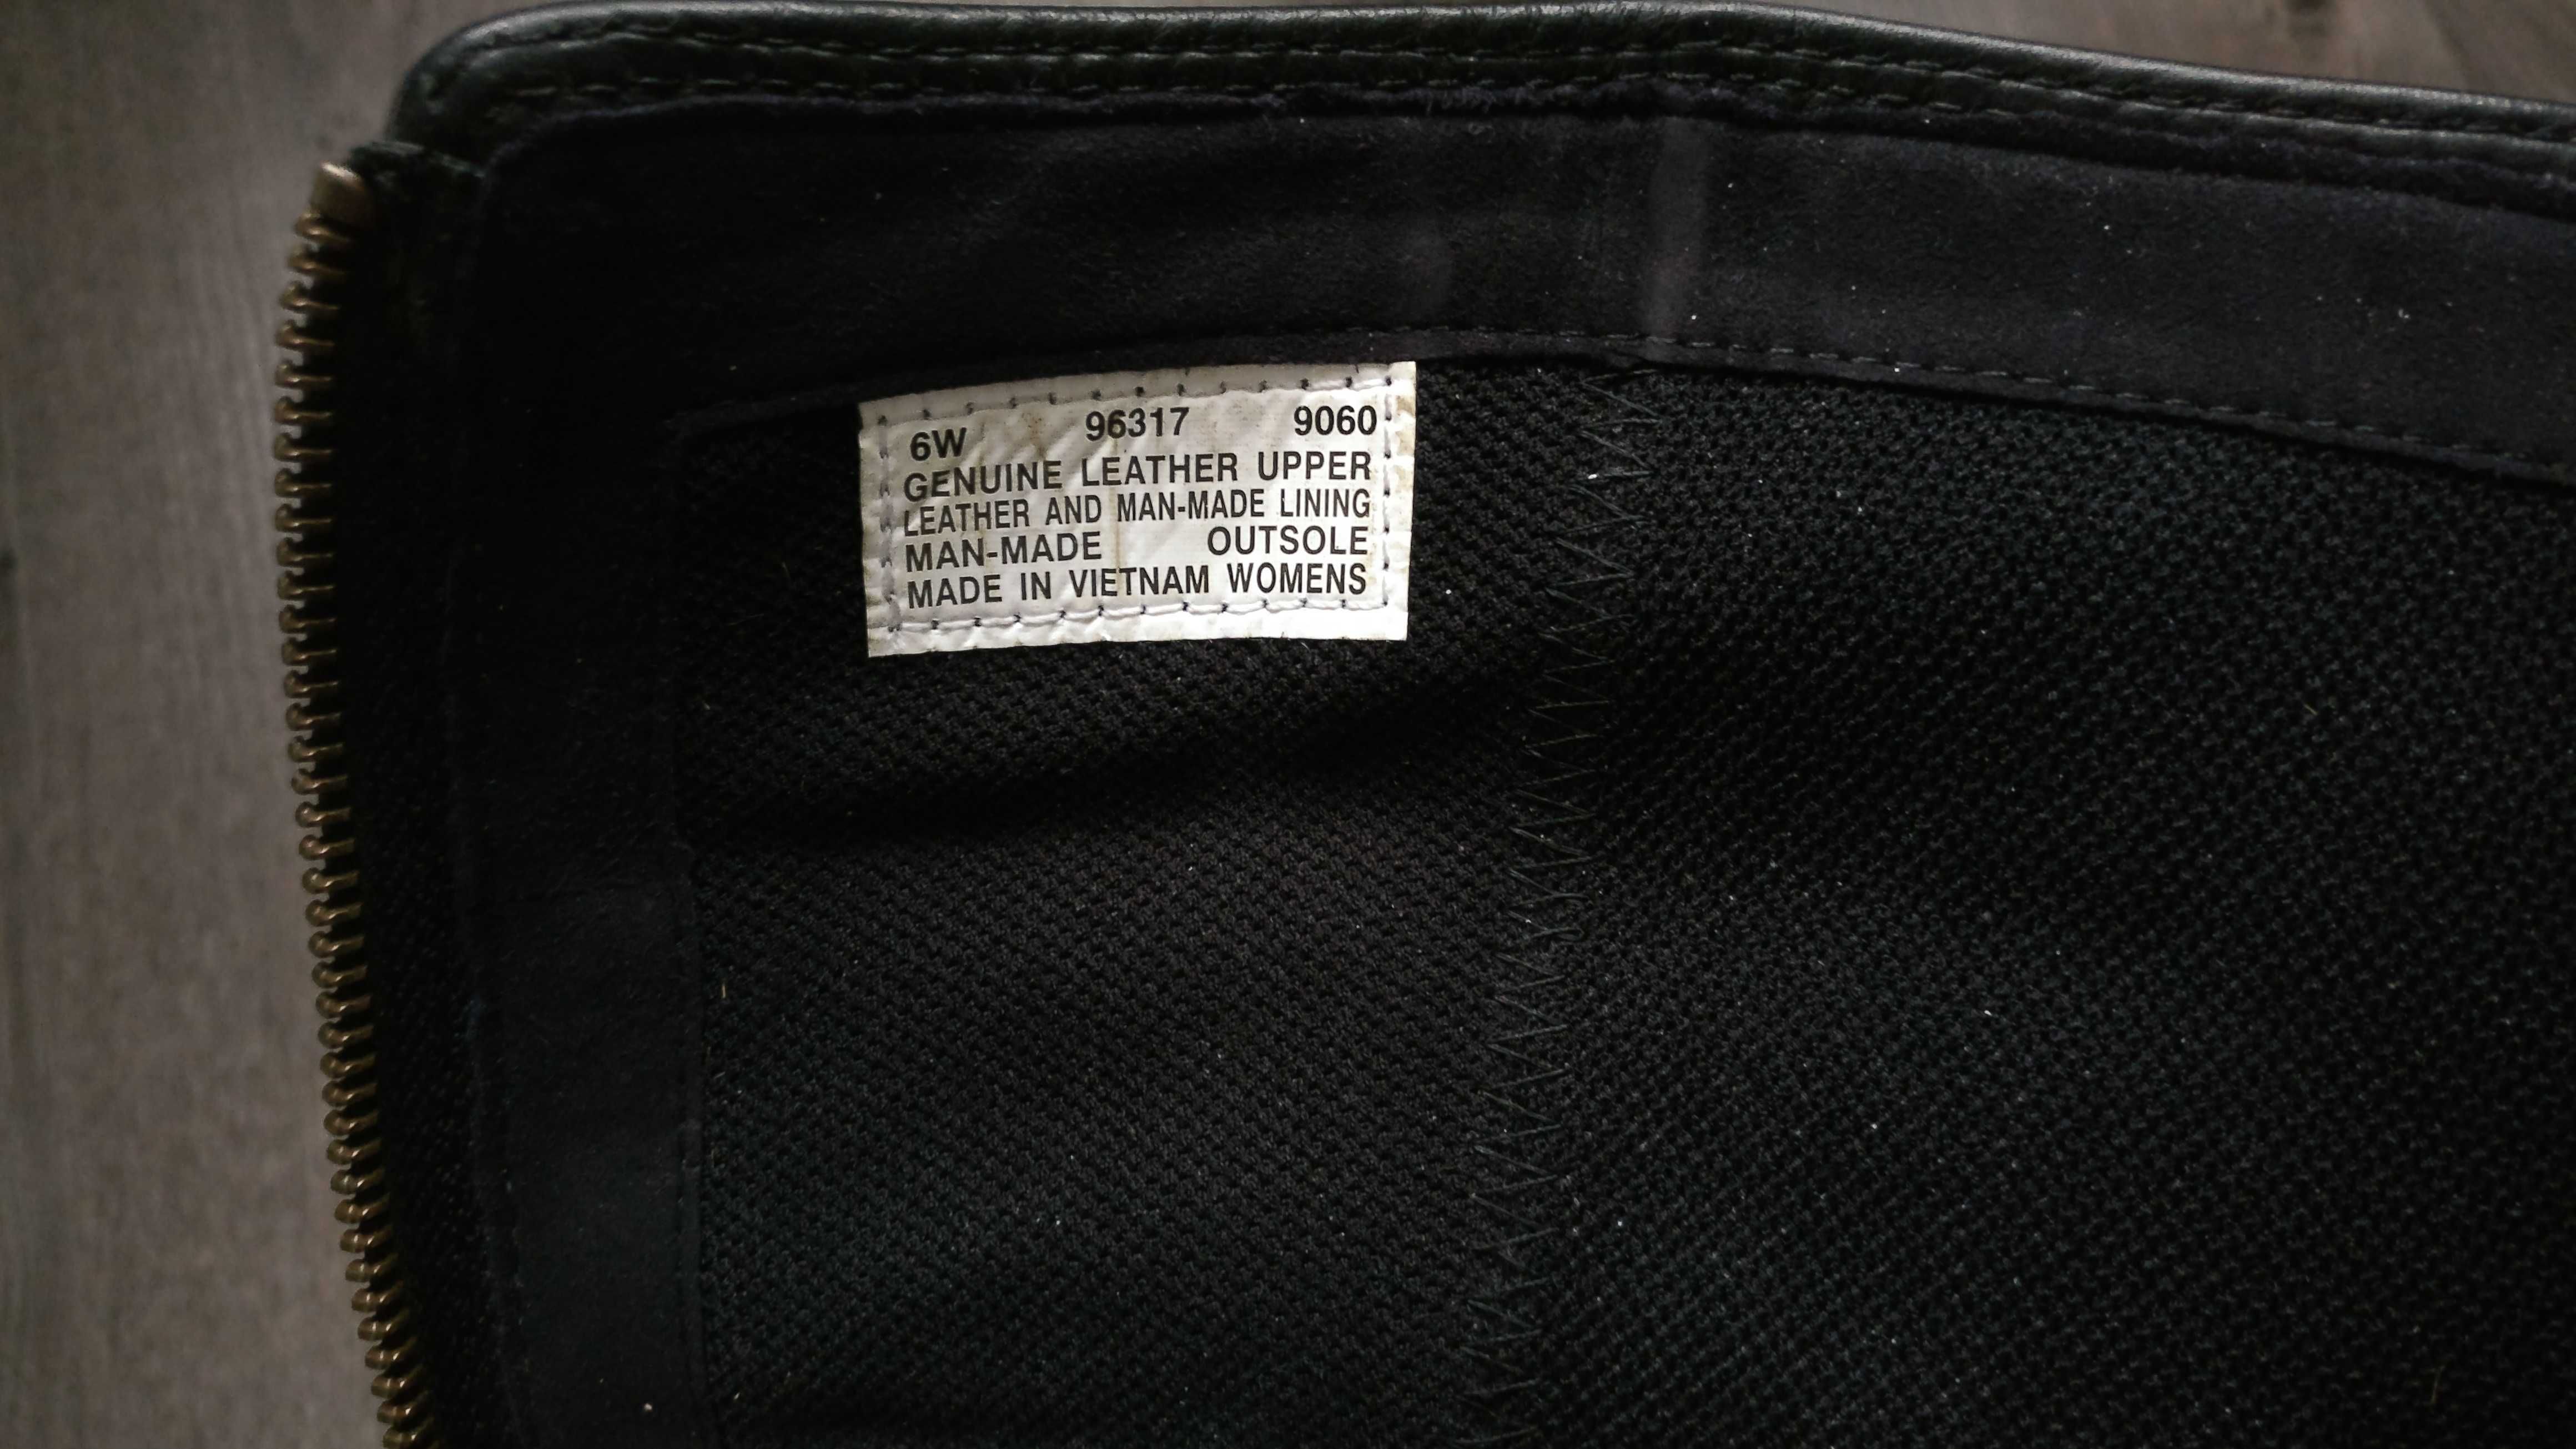 6W 96317 9060
GENUINE LEATHER UPPER
LEATHER AND MAN-MADE LINING
MAN-MADE OUTSOLE
MADE IN VIETNAM WOMENS